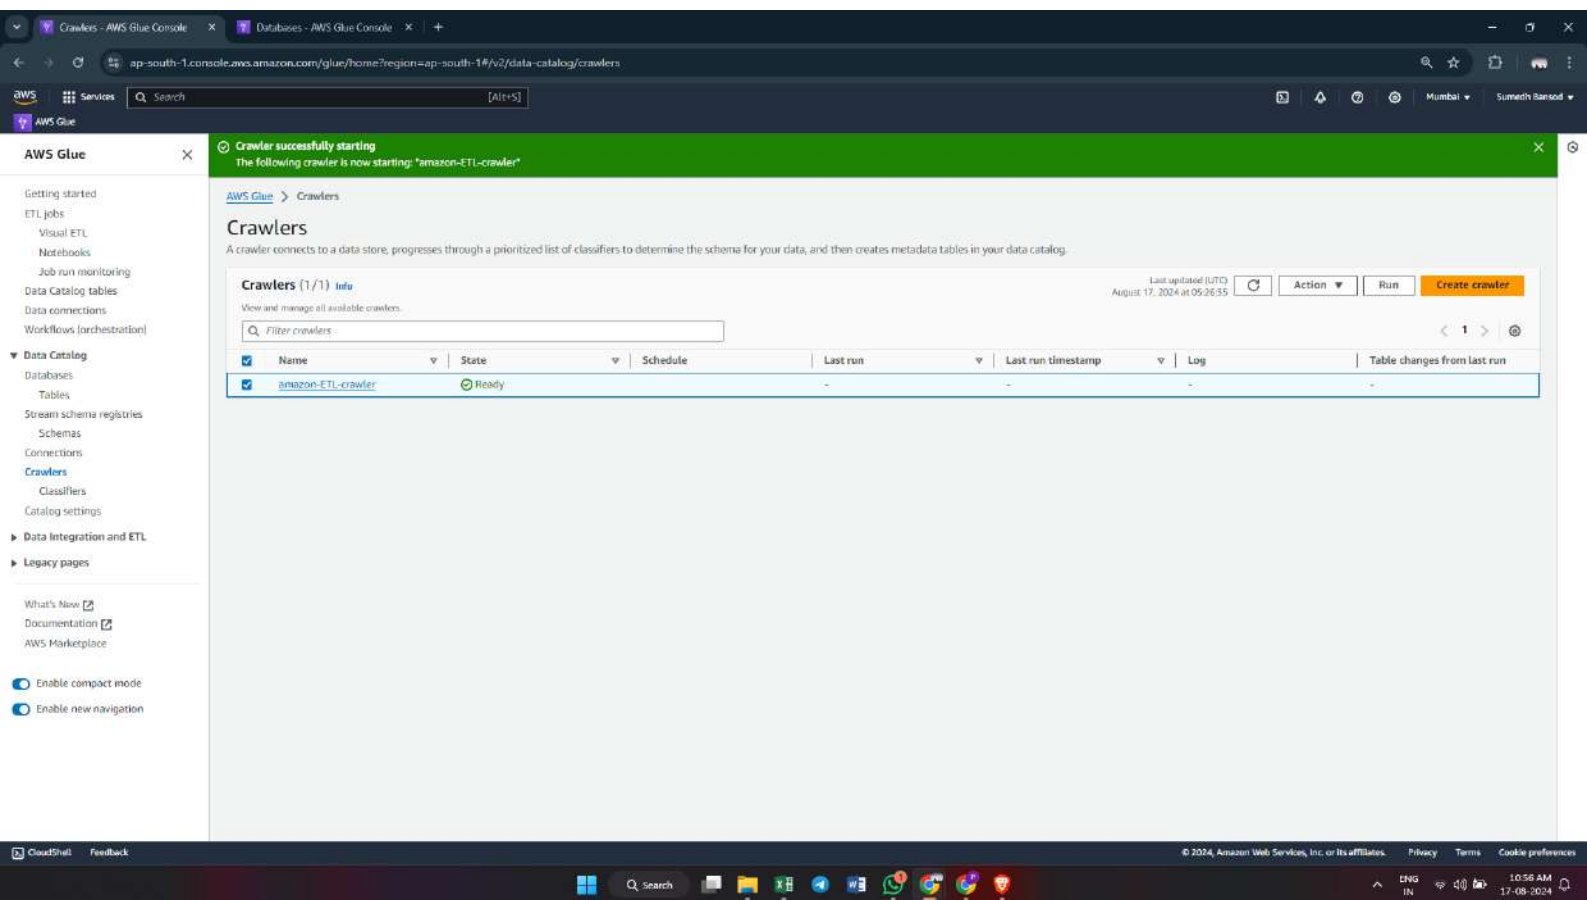 Crawlers - AWS Glue Console
Databases - AWS Glue Console
ap-south-1.console.aws.amazon.com/glue/home?region=ap-south-1#/v2/data-catalog/crawlers
aws Services Search [Alt+S] Mumbai Sumedh Bansod
AWS Glue
AWS Glue
Getting started
ETL jobs
Visual ETL
Notebooks
Job run monitoring
Data Catalog tables
Data connections
Workflows (orchestration)
Data Catalog
Databases
Tables
Stream schema registries
Schemas
Connections
Crawlers
Classifiers
Catalog settings
Data Integration and ETL
Legacy pages
What's New
Documentation
AWS Marketplace
Enable compact mode
Enable new navigation
Crawler successfully starting
The following crawler is now starting: "amazon-ETL-crawler"
AWS Glue > Crawlers
Crawlers
A crawler connects to a data store, progresses through a prioritized list of classifiers to determine the schema for your data, and then creates metadata tables in your data catalog.
Crawlers (1/1) Info
View and manage all available crawlers.
Last updated (UTC)
August 17, 2024 at 05:26:35
Action Run Create crawler
Filter crawlers
1
Name State Schedule Last run Last run timestamp Log Table changes from last run
amazon-ETL-crawler Ready - - - -
CloudShell Feedback © 2024, Amazon Web Services, Inc. or its affiliates. Privacy Terms Cookie preferences
Search
ENG
IN
10:56 AM
17-08-2024